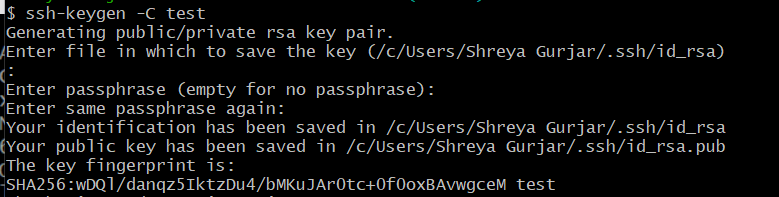 $ ssh-keygen -C test
Generating public/private rsa key pair.
Enter file in which to save the key (/c/Users/Shreya Gurjar/.ssh/id_rsa)
:
Enter passphrase (empty for no passphrase):
Enter same passphrase again:
Your identification has been saved in /c/Users/Shreya Gurjar/.ssh/id_rsa
Your public key has been saved in /c/Users/Shreya Gurjar/.ssh/id_rsa.pub
The key fingerprint is:
SHA256:wDQl/danqz5IktzDu4/bMKuJAr0tc+0f0oxBAvwgceM test